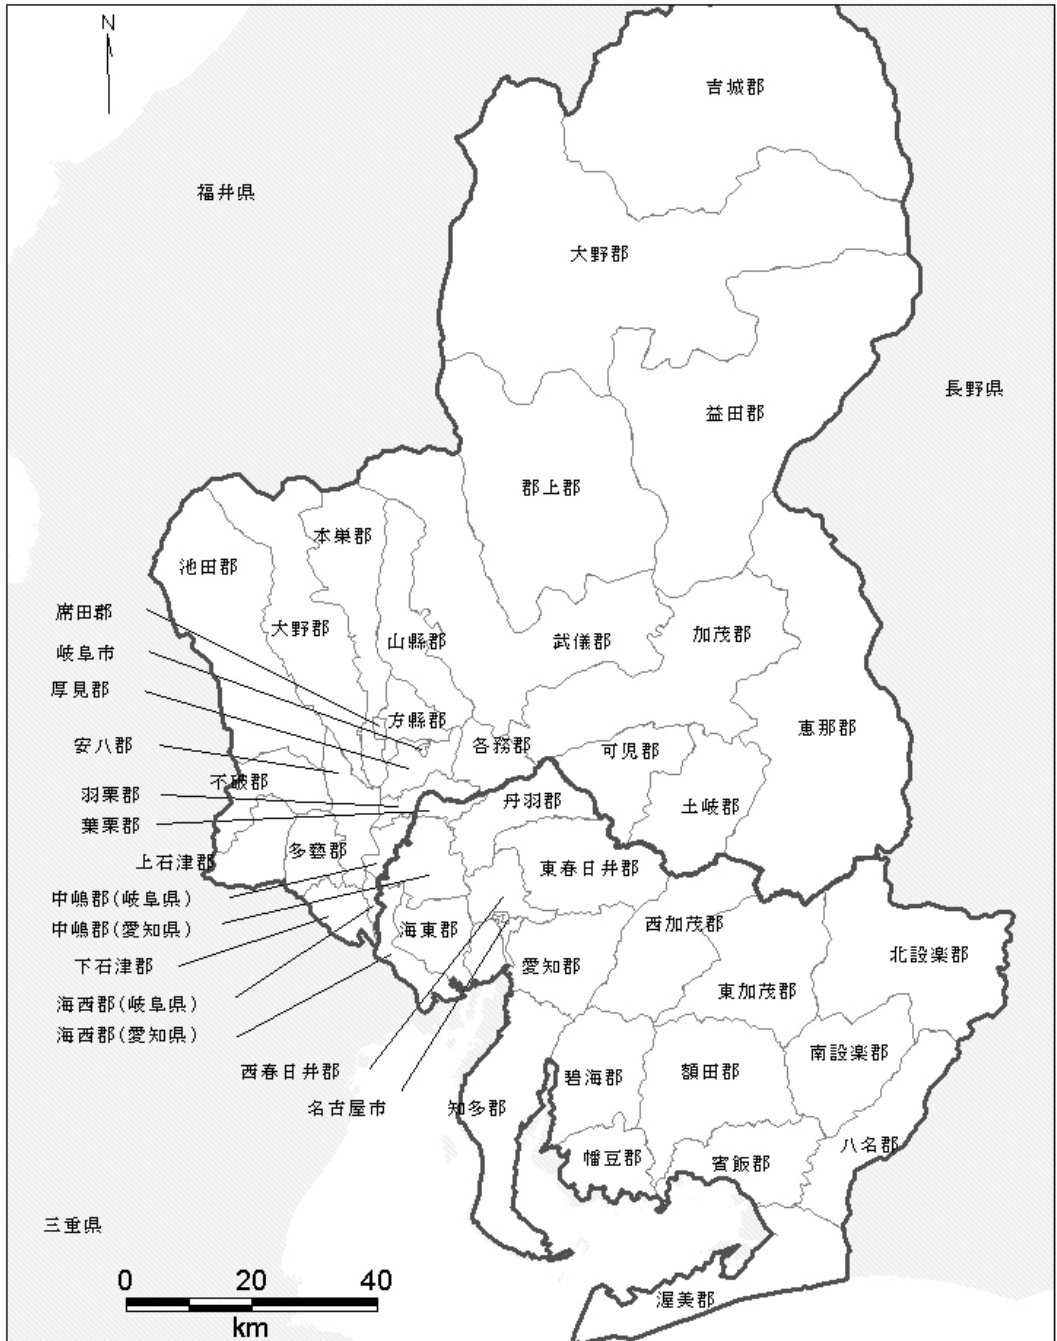 N
吉城郡
福井県
大野郡
長野県
益田郡
郡上郡
本巣郡
池田郡
席田郡
大野郡
山縣郡
武儀郡
加茂郡
岐阜市
厚見郡
方縣郡
恵那郡
安八郡
各務郡
可児郡
不破郡
羽栗郡
丹羽郡
土岐郡
葉栗郡
多藝郡
上石津郡
東春日井郡
中嶋郡(岐阜県)
中嶋郡(愛知県)
海東郡
西加茂郡
下石津郡
愛知郡
北設楽郡
東加茂郡
海西郡(岐阜県)
海西郡(愛知県)
南設楽郡
西春日井郡
碧海郡
額田郡
名古屋市
知多郡
八名郡
幡豆郡
寳飯郡
三重県
0 20 40
km
渥美郡